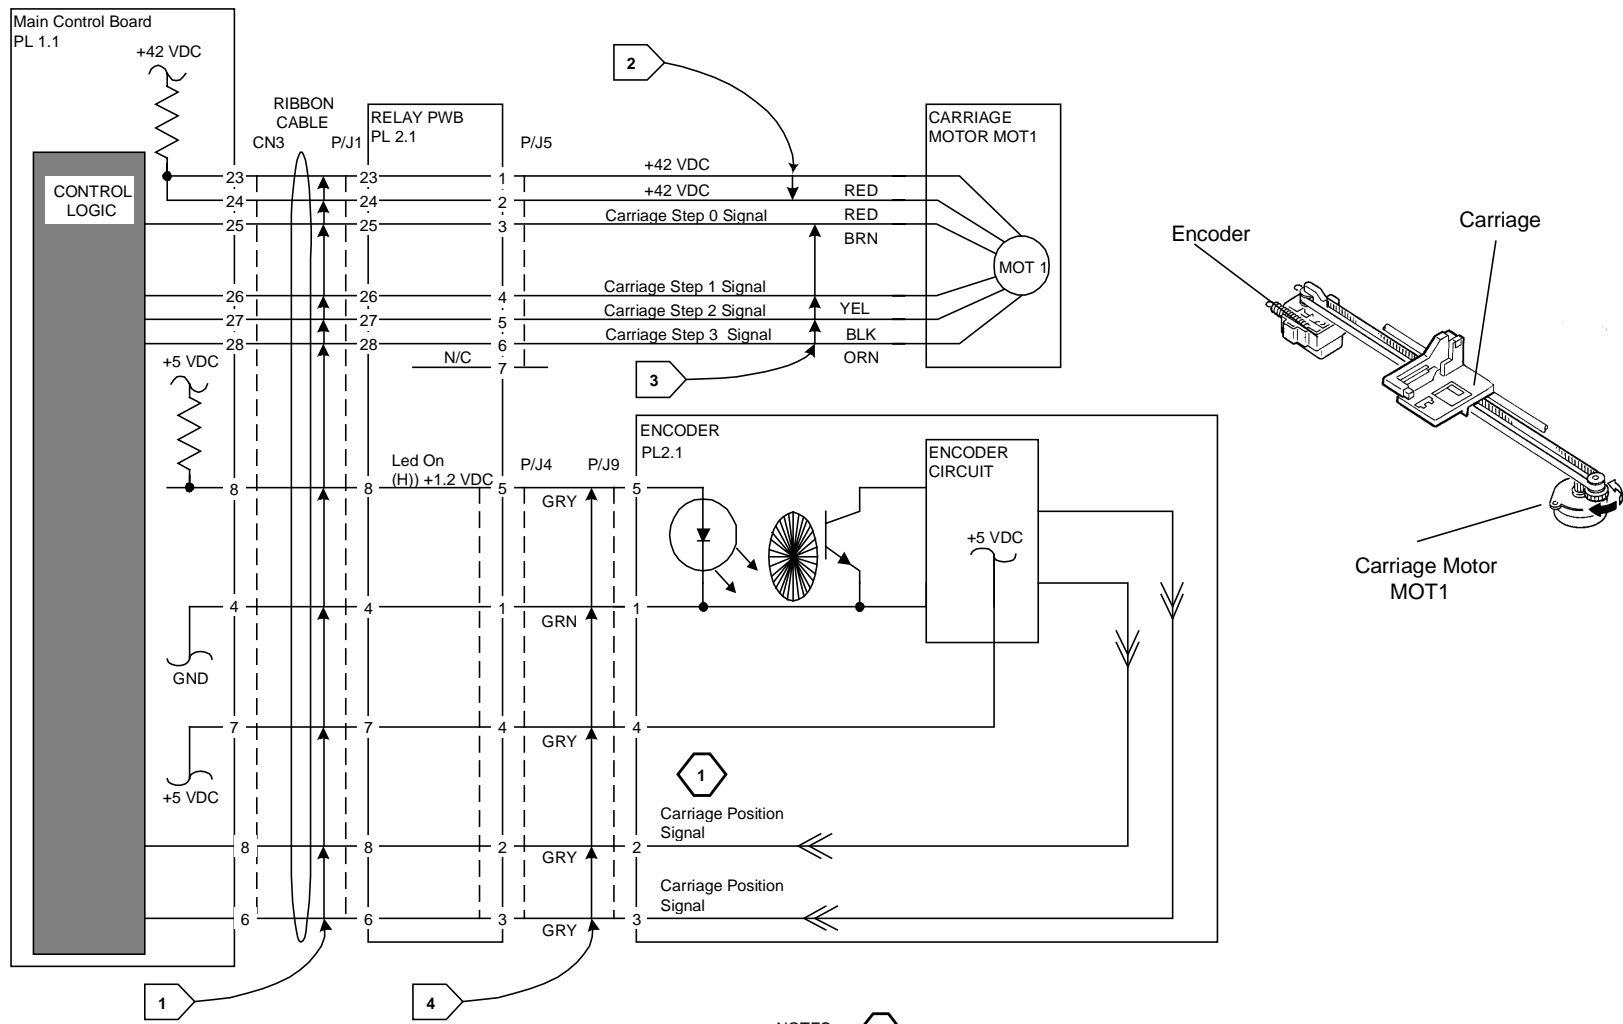 Main Control Board
PL 1.1
+42 VDC
2
RIBBON
CABLE
CN3
P/J1
RELAY PWB
PL 2.1
P/J5
CARRIAGE
MOTOR MOT1
CONTROL
LOGIC
23 23 1 +42 VDC
24 24 2 +42 VDC RED
25 25 3 Carriage Step 0 Signal RED
BRN
MOT 1
26 26 4 Carriage Step 1 Signal
27 27 5 Carriage Step 2 Signal YEL
28 28 6 Carriage Step 3 Signal BLK
N/C 7 ORN
3
+5 VDC
Encoder
Carriage
Carriage Motor
MOT1
ENCODER
PL2.1
ENCODER
CIRCUIT
+5 VDC
Led On
(H)) +1.2 VDC
P/J4
P/J9
8 8 5 GRY 5
4 4 1 GRN 1
GND
7 7 4 GRY 4
+5 VDC
1
Carriage Position
Signal
8 8 2 GRY 2
Carriage Position
Signal
6 6 3 GRY 3
1
4